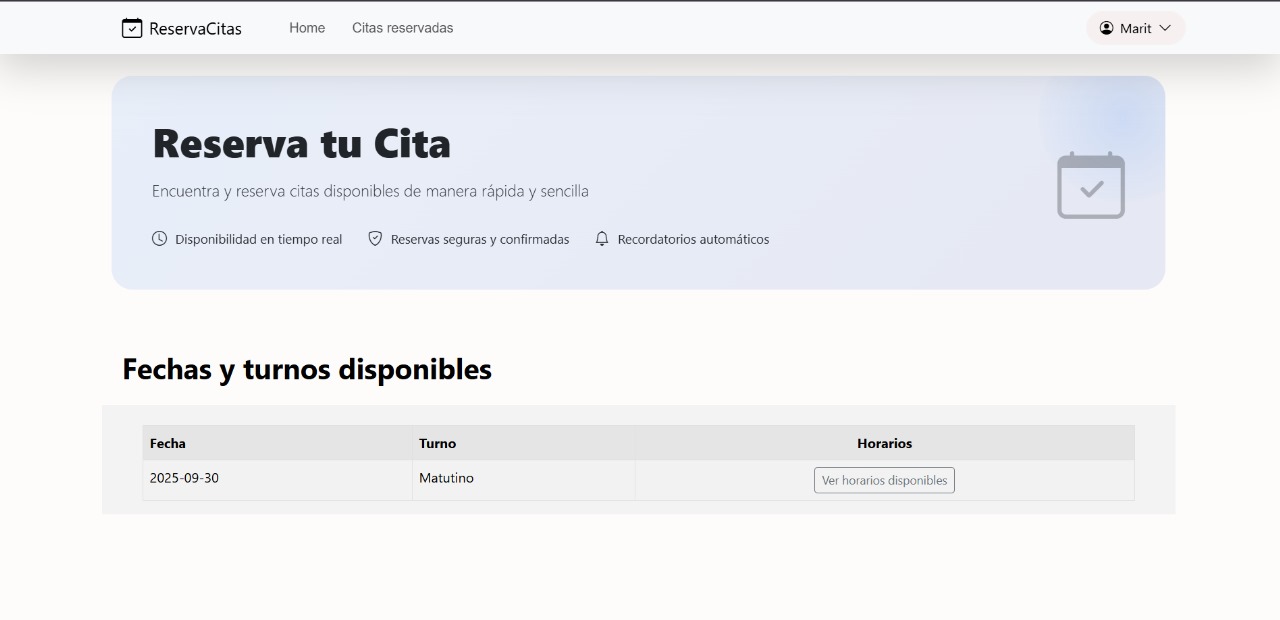 ReservaCitas Home Citas reservadas Marit
Reserva tu Cita
Encuentra y reserva citas disponibles de manera rápida y sencilla
Disponibilidad en tiempo real Reservas seguras y confirmadas Recordatorios automáticos
Fechas y turnos disponibles
Fecha Turno Horarios
2025-09-30 Matutino Ver horarios disponibles